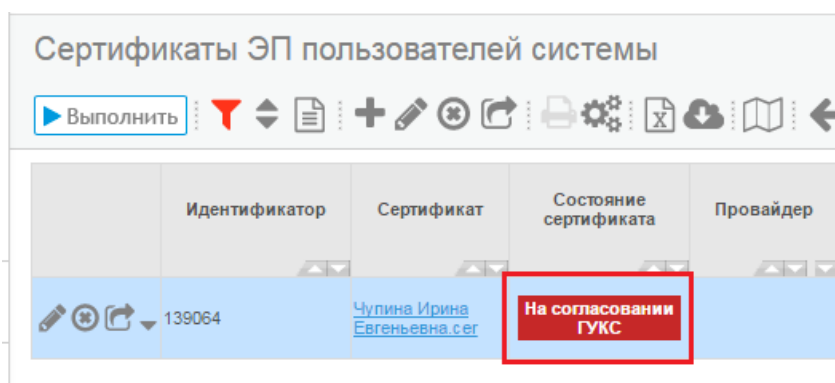 Сертификаты ЭП пользователей системы
Выполнить
Идентификатор
Сертификат
Состояние
сертификата
Провайдер
139064
Чупина Ирина
Евгеньевна.cer
На согласовании
ГУКС